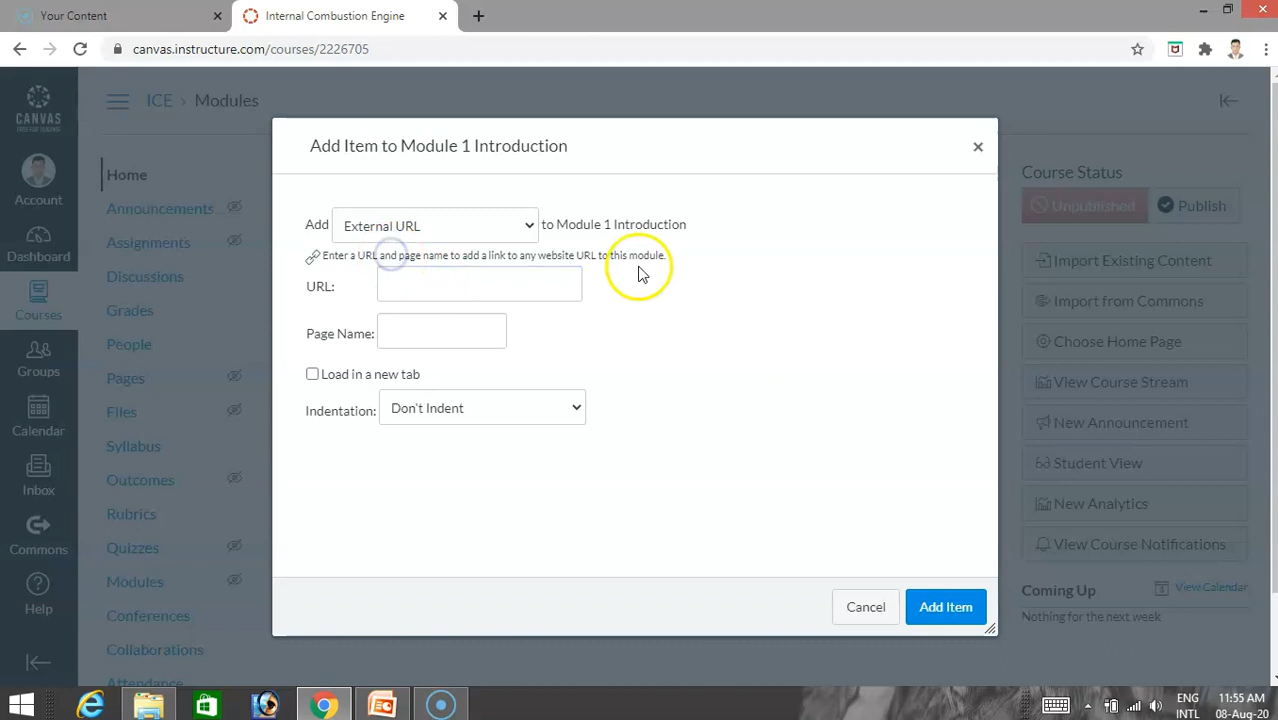 Your Content
Internal Combustion Engine
canvas.instructure.com/courses/2226705
CANVAS
Account
Dashboard
Courses
Groups
Calendar
Inbox
Commons
Help
ICE › Modules
Home
Announcements
Assignments
Discussions
Grades
People
Pages
Files
Syllabus
Outcomes
Rubrics
Quizzes
Modules
Conferences
Collaborations
Attendance
Add Item to Module 1 Introduction
Add External URL to Module 1 Introduction
Enter a URL and page name to add a link to any website URL to this module.
URL:
Page Name:
Load in a new tab
Indentation: Don't Indent
Cancel Add Item
Course Status
Unpublished Publish
Import Existing Content
Import from Commons
Choose Home Page
View Course Stream
New Announcement
Student View
New Analytics
View Course Notifications
Coming Up View Calendar
Nothing for the next week
ENG 11:55 AM
INTL 08-Aug-20